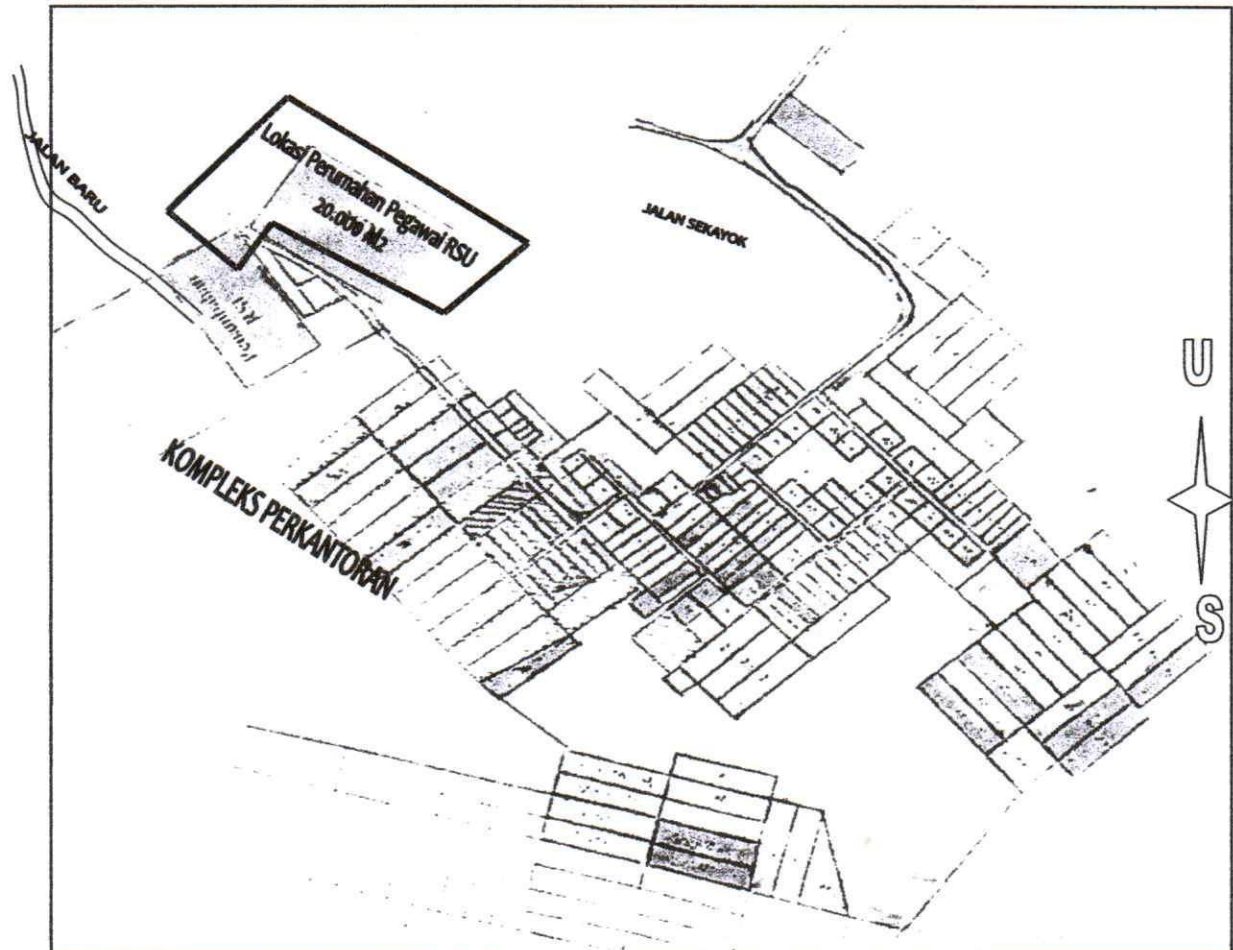 JALAN BARU
Lokasi Perumahan Pegawai RSU
20.000 M2
JALAN SEKAYOK
KOMPLEKS PERKANTORAN
U
S